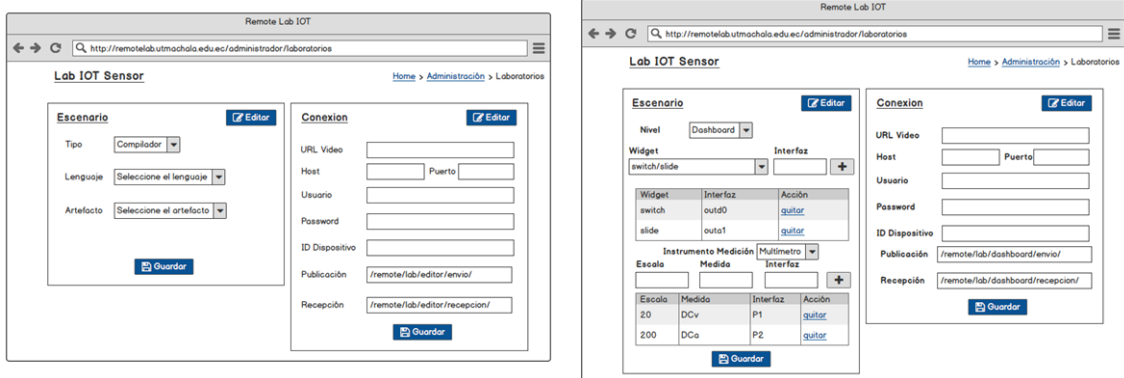 Remote Lab IOT
http://remotelab.utmachala.edu.ec/administrador/laboratorios
Lab IOT Sensor
Home > Administración > Laboratorios
Escenario
Editar
Tipo
Compilador
Lenguaje
Seleccione el lenguaje
Artefacto
Seleccione el artefacto
Guardar
Conexion
Editar
URL Video
Host
Puerto
Usuario
Password
ID Dispositivo
Publicación
/remote/lab/editor/envio/
Recepción
/remote/lab/editor/recepcion/
Guardar
Remote Lab IOT
http://remotelab.utmachala.edu.ec/administrador/laboratorios
Lab IOT Sensor
Home > Administración > Laboratorios
Escenario
Editar
Nivel
Dashboard
Widget
Interfaz
switch/slide
+
Widget Interfaz Acción
switch outd0 quitar
slide outa1 quitar
Instrumento Medición Multímetro
Escala Medida Interfaz
+
Escala Medida Interfaz Acción
20 DCv P1 quitar
200 DCa P2 quitar
Guardar
Conexion
Editar
URL Video
Host
Puerto
Usuario
Password
ID Dispositivo
Publicación
/remote/lab/dashboard/envio/
Recepción
/remote/lab/dashboard/recepcion/
Guardar